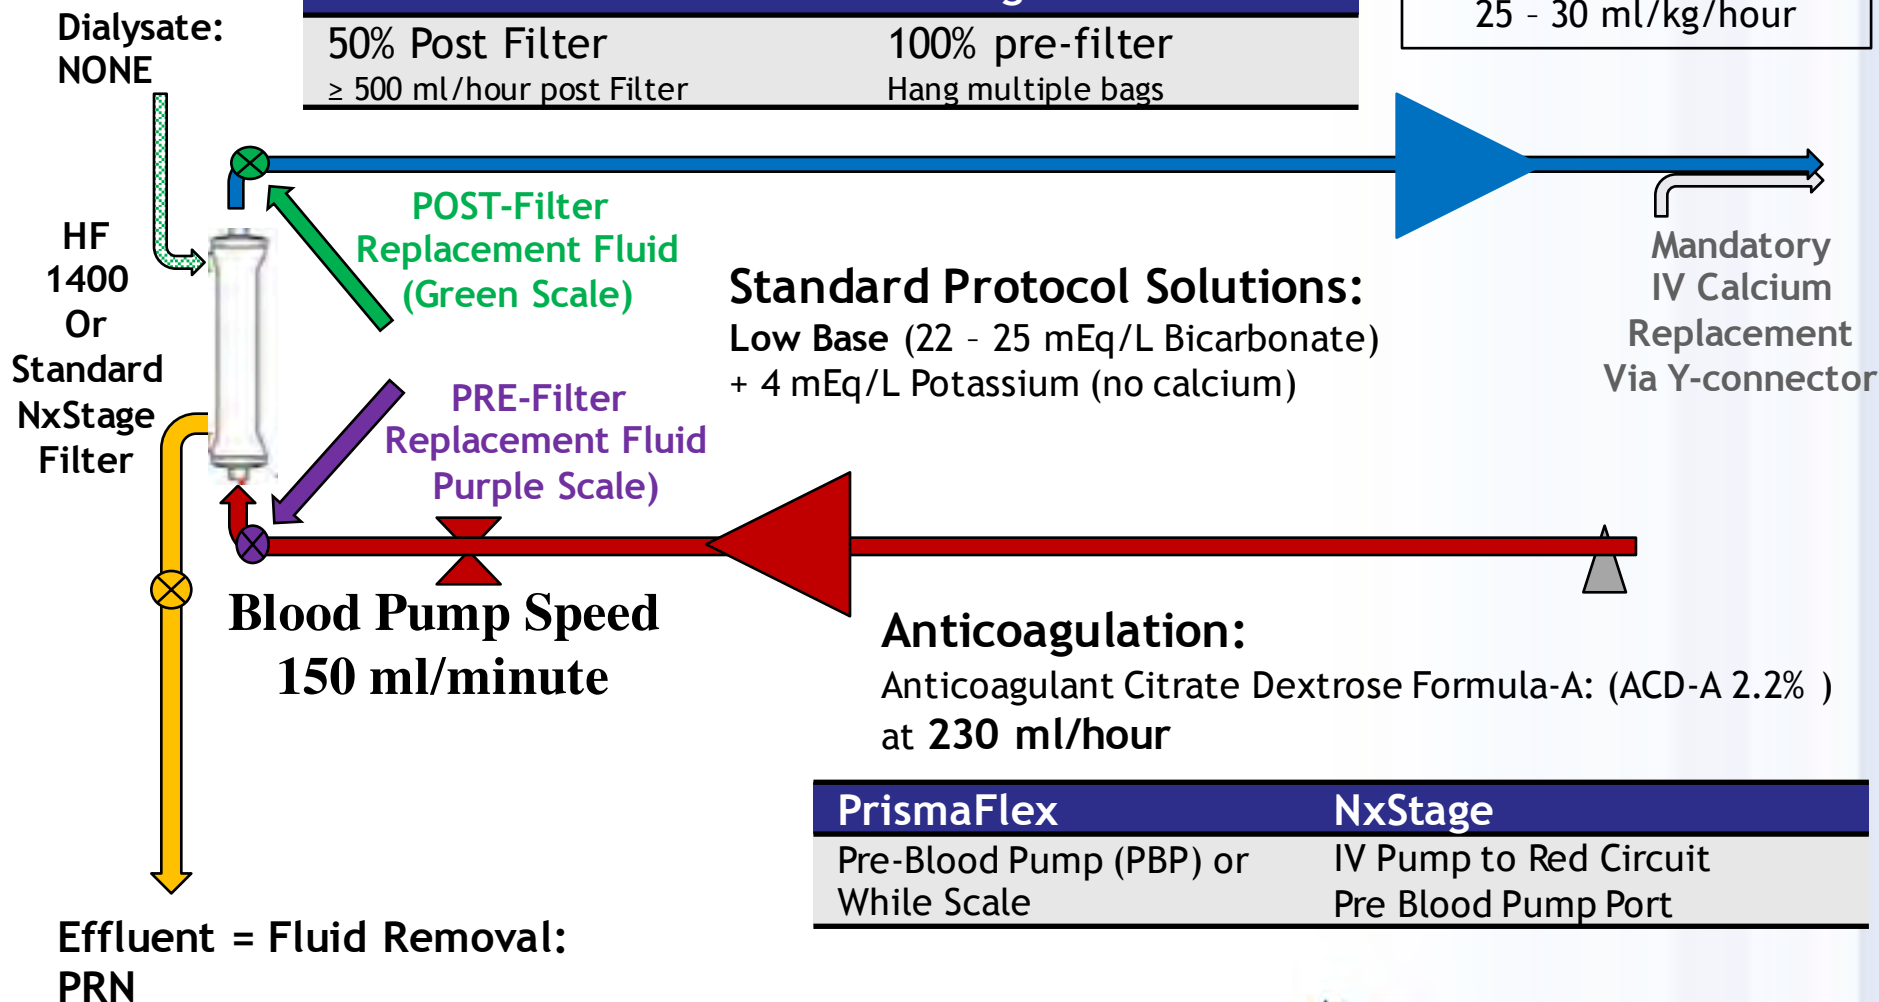 Dialysate:
NONE
50% Post Filter
≥ 500 ml/hour post Filter
100% pre-filter
Hang multiple bags
25 – 30 ml/kg/hour
HF
1400
Or
Standard
NxStage
Filter
POST-Filter
Replacement Fluid
(Green Scale)
PRE-Filter
Replacement Fluid
Purple Scale)
Standard Protocol Solutions:
Low Base (22 – 25 mEq/L Bicarbonate)
+ 4 mEq/L Potassium (no calcium)
Mandatory
IV Calcium
Replacement
Via Y-connector
Blood Pump Speed
150 ml/minute
Anticoagulation:
Anticoagulant Citrate Dextrose Formula-A: (ACD-A 2.2% )
at 230 ml/hour
PrismaFlex
NxStage
Pre-Blood Pump (PBP) or
While Scale
IV Pump to Red Circuit
Pre Blood Pump Port
Effluent = Fluid Removal:
PRN